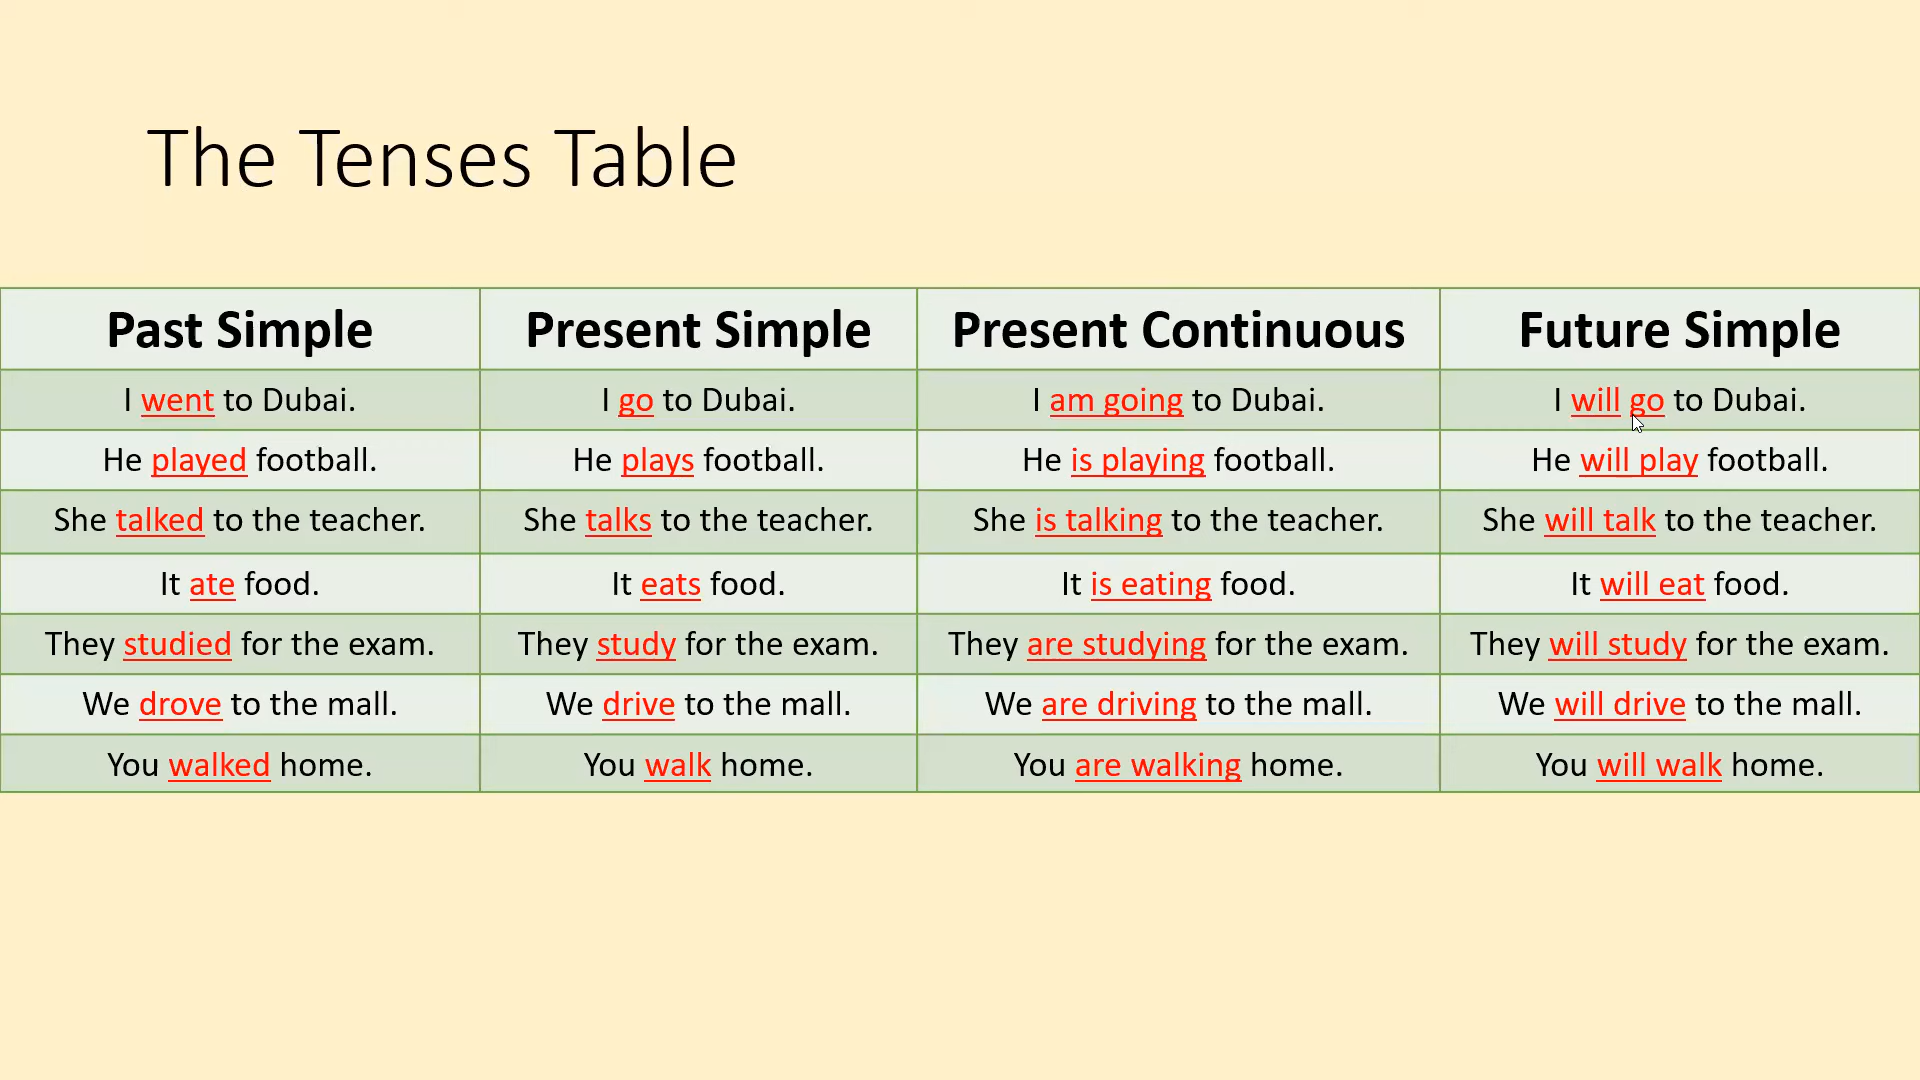 The Tenses Table
Past Simple Present Simple Present Continuous Future Simple
I went to Dubai. I go to Dubai. I am going to Dubai. I will go to Dubai.
He played football. He plays football. He is playing football. He will play football.
She talked to the teacher. She talks to the teacher. She is talking to the teacher. She will talk to the teacher.
It ate food. It eats food. It is eating food. It will eat food.
They studied for the exam. They study for the exam. They are studying for the exam. They will study for the exam.
We drove to the mall. We drive to the mall. We are driving to the mall. We will drive to the mall.
You walked home. You walk home. You are walking home. You will walk home.